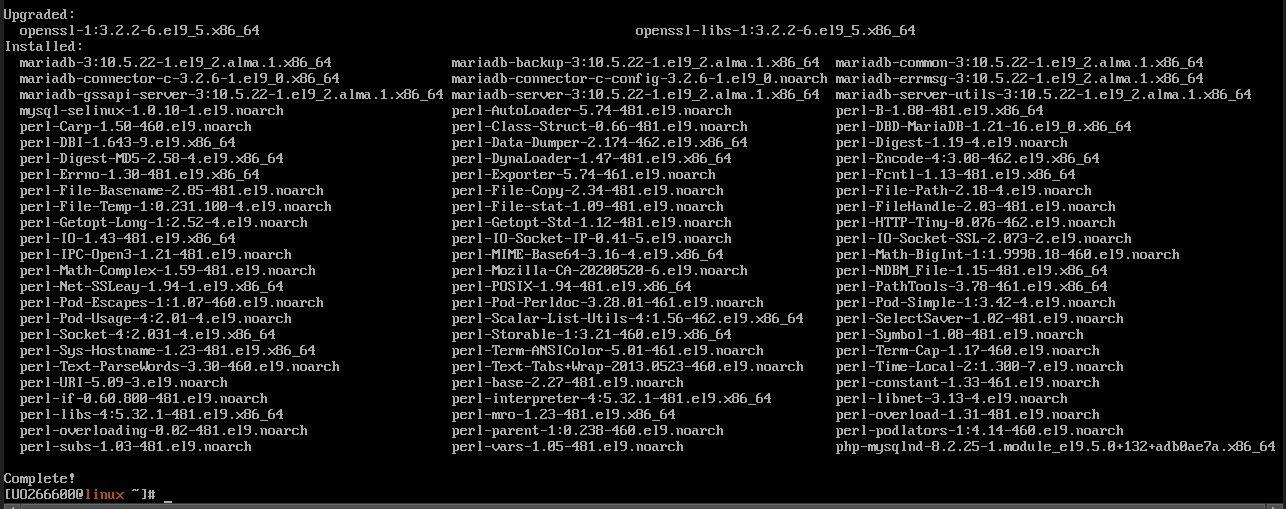 Upgraded:
openssl-1:3.2.2-6.el9_5.x86_64 openssl-libs-1:3.2.2-6.el9_5.x86_64
Installed:
mariadb-3:10.5.22-1.el9_2.alma.1.x86_64 mariadb-backup-3:10.5.22-1.el9_2.alma.1.x86_64 mariadb-common-3:10.5.22-1.el9_2.alma.1.x86_64
mariadb-connector-c-3.2.6-1.el9_0.x86_64 mariadb-connector-c-config-3.2.6-1.el9_0.noarch mariadb-errmsg-3:10.5.22-1.el9_2.alma.1.x86_64
mariadb-gssapi-server-3:10.5.22-1.el9_2.alma.1.x86_64 mariadb-server-3:10.5.22-1.el9_2.alma.1.x86_64 mariadb-server-utils-3:10.5.22-1.el9_2.alma.1.x86_64
mysql-selinux-1.0.10-1.el9.noarch perl-AutoLoader-5.74-481.el9.noarch perl-B-1.80-481.el9.x86_64
perl-Carp-1.50-460.el9.noarch perl-Class-Struct-0.66-481.el9.noarch perl-DBD-MariaDB-1.21-16.el9_0.x86_64
perl-DBI-1.643-9.el9.x86_64 perl-Data-Dumper-2.174-462.el9.x86_64 perl-Digest-1.19-4.el9.noarch
perl-Digest-MD5-2.58-4.el9.x86_64 perl-DynaLoader-1.47-481.el9.x86_64 perl-Encode-4:3.08-462.el9.x86_64
perl-Errno-1.30-481.el9.x86_64 perl-Exporter-5.74-461.el9.noarch perl-Fcntl-1.13-481.el9.x86_64
perl-File-Basename-2.85-481.el9.noarch perl-File-Copy-2.34-481.el9.noarch perl-File-Path-2.18-4.el9.noarch
perl-File-Temp-1:0.231.100-4.el9.noarch perl-File-stat-1.09-481.el9.noarch perl-FileHandle-2.03-481.el9.noarch
perl-Getopt-Long-1:2.52-4.el9.noarch perl-Getopt-Std-1.12-481.el9.noarch perl-HTTP-Tiny-0.076-462.el9.noarch
perl-IO-1.43-481.el9.x86_64 perl-IO-Socket-IP-0.41-5.el9.noarch perl-IO-Socket-SSL-2.073-2.el9.noarch
perl-IPC-Open3-1.21-481.el9.noarch perl-MIME-Base64-3.16-4.el9.x86_64 perl-Math-BigInt-1:1.9998.18-460.el9.noarch
perl-Math-Complex-1.59-481.el9.noarch perl-Mozilla-CA-20200520-6.el9.noarch perl-NDBM_File-1.15-481.el9.x86_64
perl-Net-SSLeay-1.94-1.el9.x86_64 perl-POSIX-1.94-481.el9.x86_64 perl-PathTools-3.78-461.el9.x86_64
perl-Pod-Escapes-1:1.07-460.el9.noarch perl-Pod-Perldoc-3.28.01-461.el9.noarch perl-Pod-Simple-1:3.42-4.el9.noarch
perl-Pod-Usage-4:2.01-4.el9.noarch perl-Scalar-List-Utils-4:1.56-462.el9.x86_64 perl-SelectSaver-1.02-481.el9.noarch
perl-Socket-4:2.031-4.el9.x86_64 perl-Storable-1:3.21-460.el9.x86_64 perl-Symbol-1.08-481.el9.noarch
perl-Sys-Hostname-1.23-481.el9.x86_64 perl-Term-ANSIColor-5.01-461.el9.noarch perl-Term-Cap-1.17-460.el9.noarch
perl-Text-ParseWords-3.30-460.el9.noarch perl-Text-Tabs+Wrap-2013.0523-460.el9.noarch perl-Time-Local-2:1.300-7.el9.noarch
perl-URI-5.09-3.el9.noarch perl-base-2.27-481.el9.noarch perl-constant-1.33-461.el9.noarch
perl-if-0.60.800-481.el9.noarch perl-interpreter-4:5.32.1-481.el9.x86_64 perl-libnet-3.13-4.el9.noarch
perl-libs-4:5.32.1-481.el9.x86_64 perl-mro-1.23-481.el9.x86_64 perl-overload-1.31-481.el9.noarch
perl-overloading-0.02-481.el9.noarch perl-parent-1:0.238-460.el9.noarch perl-podlators-1:4.14-460.el9.noarch
perl-subs-1.03-481.el9.noarch perl-vars-1.05-481.el9.noarch php-mysqlnd-8.2.25-1.module_el9.5.0+132+adb0ae7a.x86_64
Complete!
[UO266600@linux ~]# _